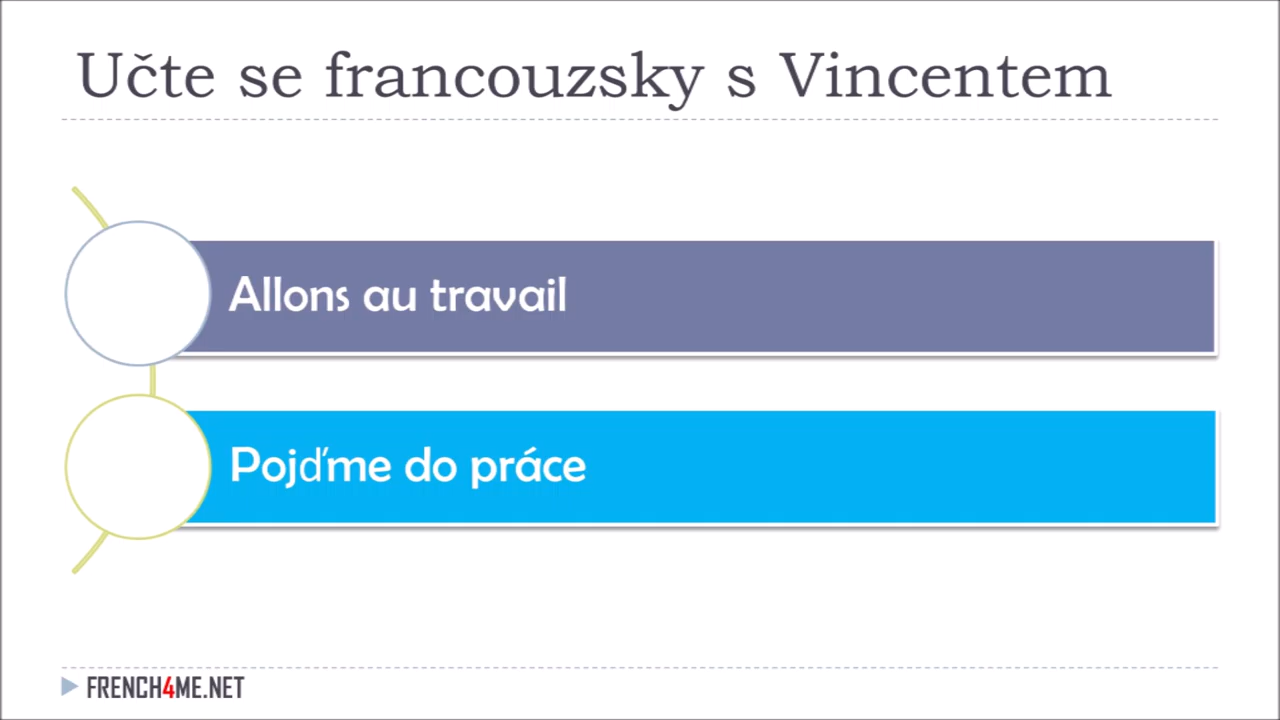 Učte se francouzsky s Vincentem
Allons au travail
Pojďme do práce
FRENCH4ME.NET